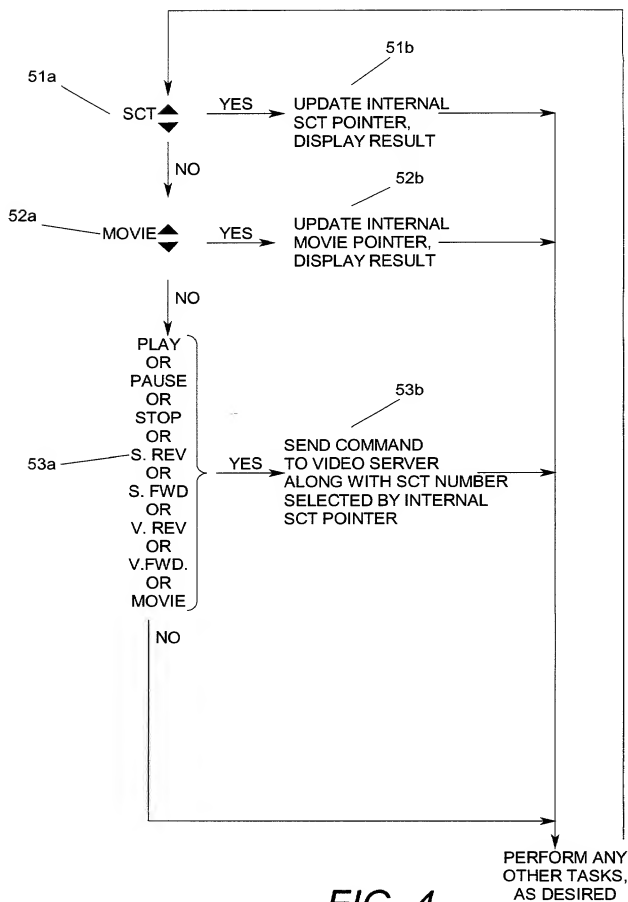 51a
51b
SCT
YES
UPDATE INTERNAL
SCT POINTER,
DISPLAY RESULT
NO
52a
52b
MOVIE
YES
UPDATE INTERNAL
MOVIE POINTER,
DISPLAY RESULT
NO
PLAY
OR
PAUSE
OR
STOP
OR
53a
S. REV
OR
S. FWD
OR
V. REV
OR
V.FWD.
OR
MOVIE
53b
YES
SEND COMMAND
TO VIDEO SERVER
ALONG WITH SCT NUMBER
SELECTED BY INTERNAL
SCT POINTER
NO
PERFORM ANY
OTHER TASKS,
AS DESIRED
FIG. 4